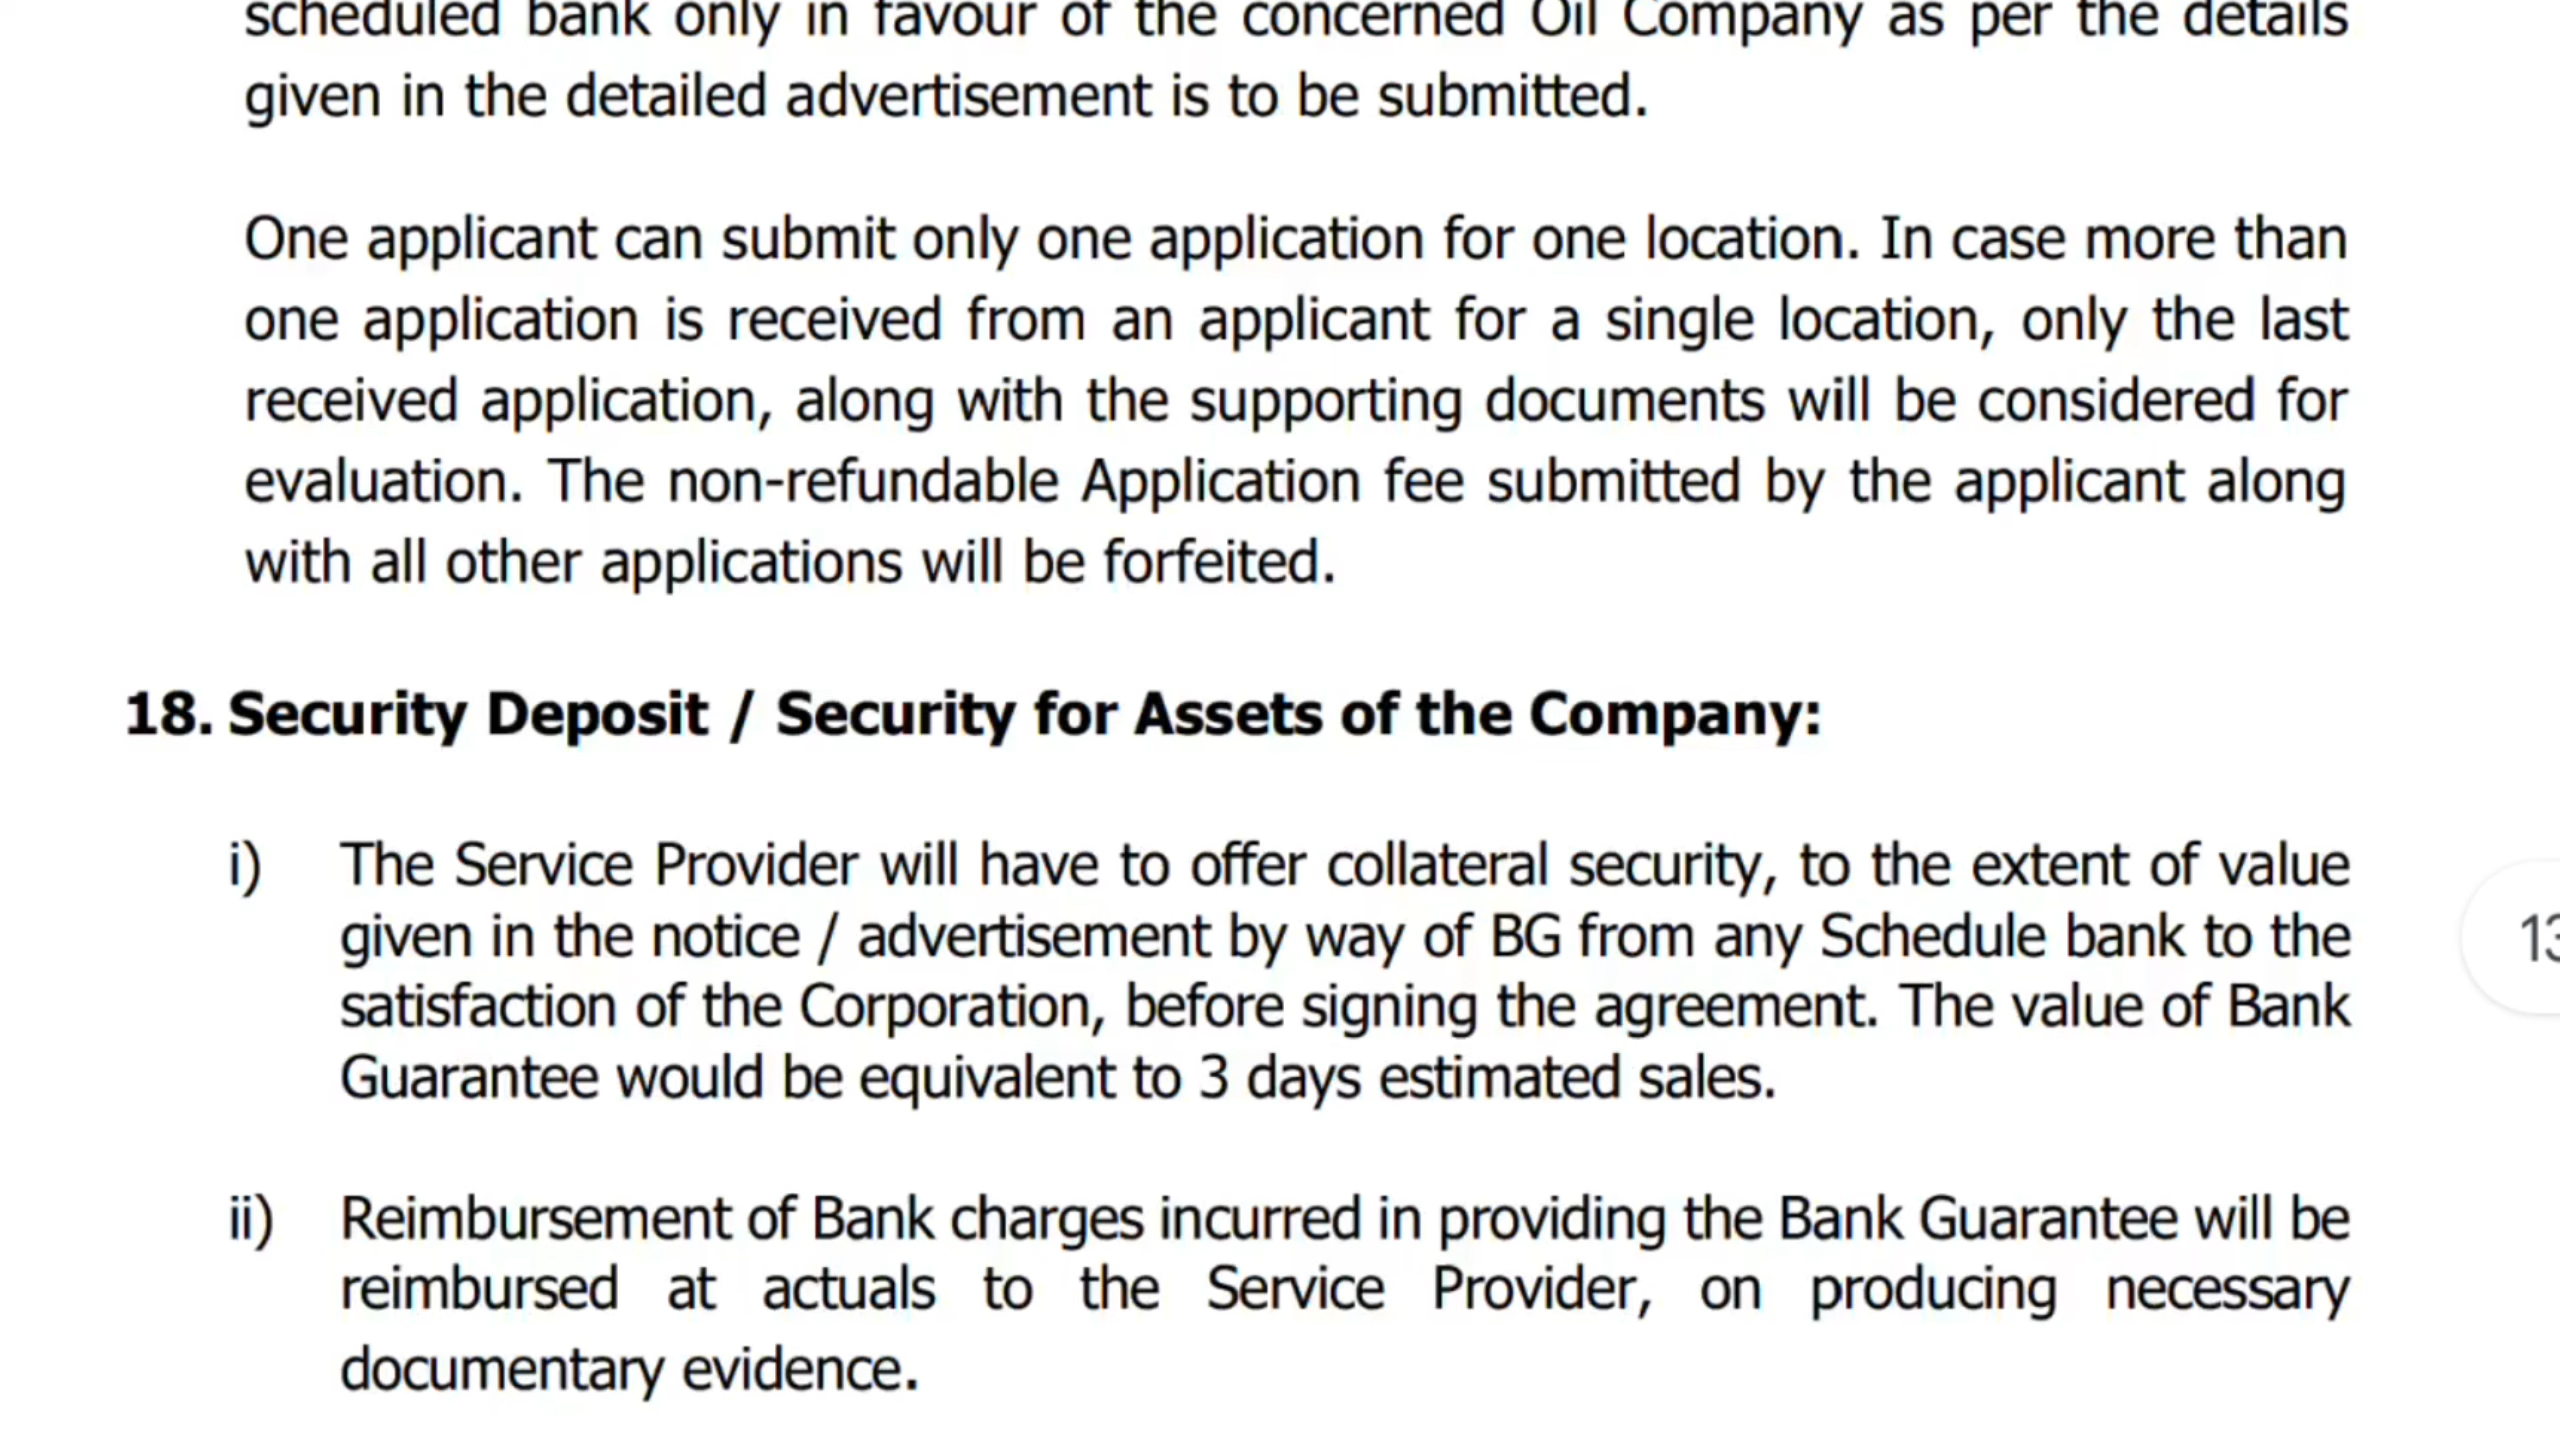 scheduled bank only in favour of the concerned Oil Company as per the details
given in the detailed advertisement is to be submitted.
One applicant can submit only one application for one location. In case more than
one application is received from an applicant for a single location, only the last
received application, along with the supporting documents will be considered for
evaluation. The non-refundable Application fee submitted by the applicant along
with all other applications will be forfeited.
18. Security Deposit / Security for Assets of the Company:
i) The Service Provider will have to offer collateral security, to the extent of value
given in the notice / advertisement by way of BG from any Schedule bank to the
satisfaction of the Corporation, before signing the agreement. The value of Bank
Guarantee would be equivalent to 3 days estimated sales.
13
ii) Reimbursement of Bank charges incurred in providing the Bank Guarantee will be
reimbursed at actuals to the Service Provider, on producing necessary
documentary evidence.